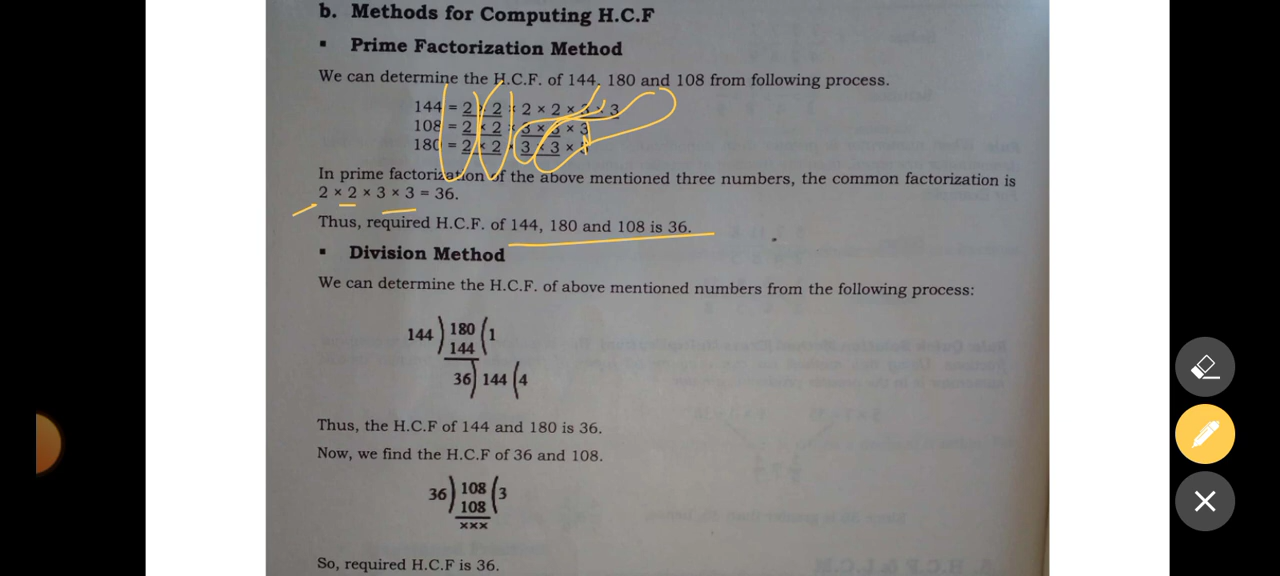 b. Methods for Computing H.C.F
▪ Prime Factorization Method
We can determine the H.C.F. of 144, 180 and 108 from following process.
144 = 2 × 2 × 2 × 2 × 3 × 3
108 = 2 × 2 × 3 × 3 × 3
180 = 2 × 2 × 3 × 3 ×
In prime factorization of the above mentioned three numbers, the common factorization is
2 × 2 × 3 × 3 = 36.
Thus, required H.C.F. of 144, 180 and 108 is 36.
▪ Division Method
We can determine the H.C.F. of above mentioned numbers from the following process:
144) 180 (1
144
36) 144 (4
Thus, the H.C.F of 144 and 180 is 36.
Now, we find the H.C.F of 36 and 108.
36) 108 (3
108
×××
So, required H.C.F is 36.